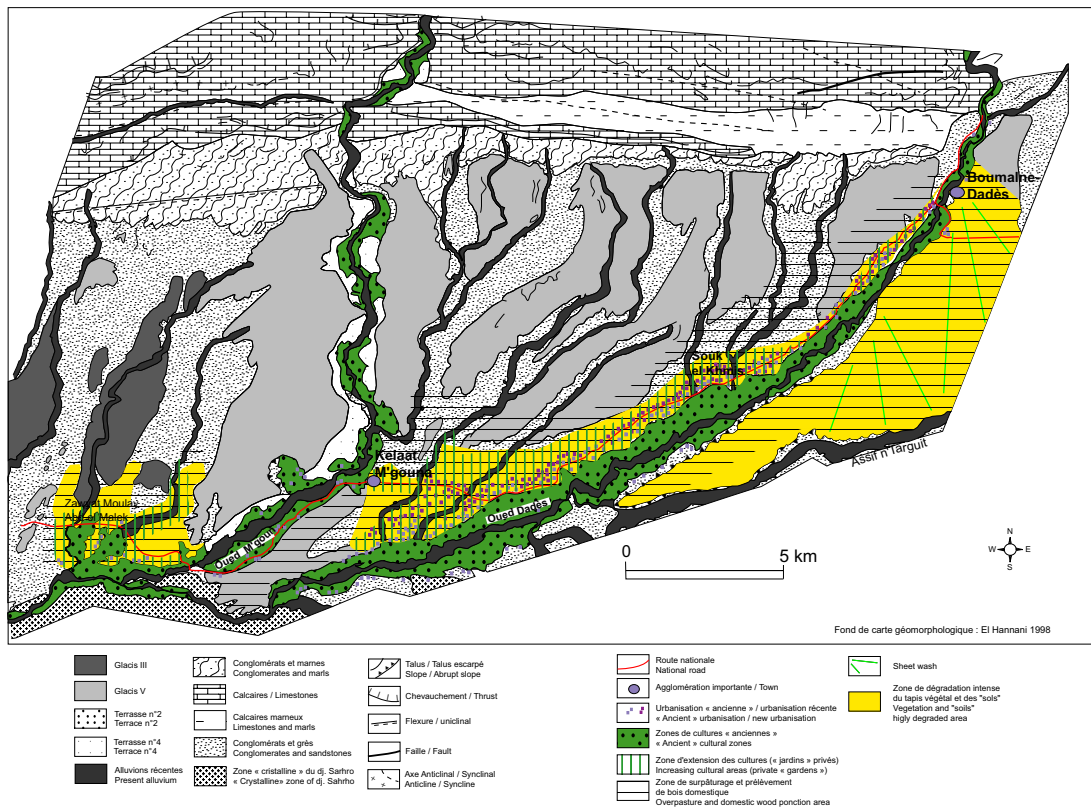 Boumalne-
Dadès
Souk
el Khmis
Kelaat
M'gouna
Assif n'Targuit
Zawyat Moulay
Abd el Malek
Oued Dadès
Oued M'goun
0
5 km
N
W
E
S
Fond de carte géomorphologique : El Hannani 1998
Glacis III
Glacis V
Terrasse n°2
Terrace n°2
Terrasse n°4
Terrace n°4
Alluvions récentes
Present alluvium
Conglomérats et marnes
Conglomerates and marls
Calcaires / Limestones
Calcaires marneux
Limestones and marls
Conglomérats et grès
Conglomerates and sandstones
Zone « cristalline » du dj. Sarhro
« Crystalline» zone of dj. Sahrho
Talus / Talus escarpé
Slope / Abrupt slope
Chevauchement / Thrust
Flexure / uniclinal
Faille / Fault
Axe Anticlinal / Synclinal
Anticline / Syncline
Route nationale
National road
Agglomération importante / Town
Urbanisation « ancienne » / urbanisation récente
« Ancient » urbanisation / new urbanisation
Zones de cultures « anciennes »
« Ancient » cultural zones
Zone d'extension des cultures (« jardins » privés)
Increasing cultural areas (private « gardens »)
Zone de surpâturage et prélèvement
de bois domestique
Overpasture and domestic wood ponction area
Sheet wash
Zone de dégradation intense
du tapis végétal et des "sols"
Vegetation and "soils"
higly degraded area